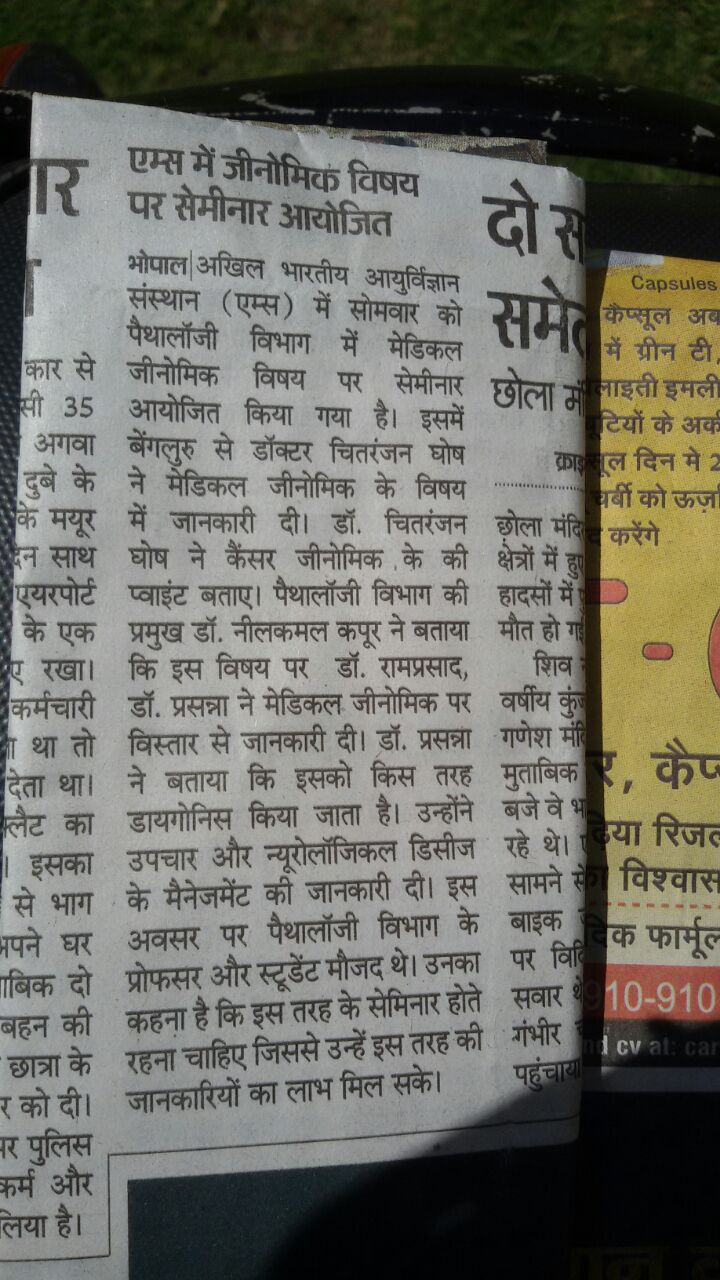 एम्स में जीनोमिक विषय
पर सेमीनार आयोजित
भोपाल|अखिल भारतीय आयुर्विज्ञान
संस्थान (एम्स) में सोमवार को
पैथालॉजी विभाग में मेडिकल
जीनोमिक विषय पर सेमीनार
आयोजित किया गया है। इसमें
बेंगलुरु से डॉक्टर चितरंजन घोष
ने मेडिकल जीनोमिक के विषय
में जानकारी दी। डॉ. चितरंजन
घोष ने कैंसर जीनोमिक के की
प्वाइंट बताए। पैथालॉजी विभाग की
प्रमुख डॉ. नीलकमल कपूर ने बताया
कि इस विषय पर डॉ. रामप्रसाद,
डॉ. प्रसन्ना ने मेडिकल जीनोमिक पर
विस्तार से जानकारी दी। डॉ. प्रसन्ना
ने बताया कि इसको किस तरह
डायगोनिस किया जाता है। उन्होंने
उपचार और न्यूरोलॉजिकल डिसीज
के मैनेजमेंट की जानकारी दी। इस
अवसर पर पैथालॉजी विभाग के
प्रोफसर और स्टूडेंट मौजद थे। उनका
कहना है कि इस तरह के सेमिनार होते
रहना चाहिए जिससे उन्हें इस तरह की
जानकारियों का लाभ मिल सके।
कार से
35
अगवा
दुबे के
के मयूर
साथ
एयरपोर्ट
के एक
रखा।
कर्मचारी
था तो
देता था।
का
इसका
से भाग
अपने घर
दो
बहन की
छात्रा के
को दी।
पुलिस
और
लिया है।
दो
समेत
छोला
छोला मंदिर
क्षेत्रों में हुए
हादसों में
मौत हो गई
शिव
वर्षीय
गणेश
मुताबिक
बजे वे
रहे थे।
सामने
बाइक
पर
सवार थे
गंभीर
पहुंचाया
Capsules
कैप्सूल अब
में ग्रीन टी,
इमली
के अर्क
दिन मे 2
चर्बी को ऊर्जा
करेंगे
विश्वास
फार्मूला
910-910
cv at: